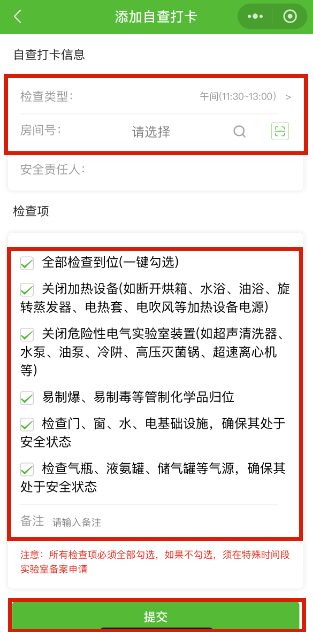 添加自查打卡
自查打卡信息
检查类型： 午间(11:30~13:00) >
房间号： 请选择
安全责任人：
检查项
全部检查到位(一键勾选)
关闭加热设备(如断开烘箱、水浴、油浴、旋
转蒸发器、电热套、电吹风等加热设备电源)
关闭危险性电气实验室装置(如超声清洗器、
水泵、油泵、冷阱、高压灭菌锅、超速离心机
等)
易制爆、易制毒等管制化学品归位
检查门、窗、水、电基础设施，确保其处于
安全状态
检查气瓶、液氨罐、储气罐等气源，确保其
处于安全状态
备注 请输入备注
注意：所有检查项必须全部勾选，如果不勾选，须在特殊时间段
实验室备案申请
提交